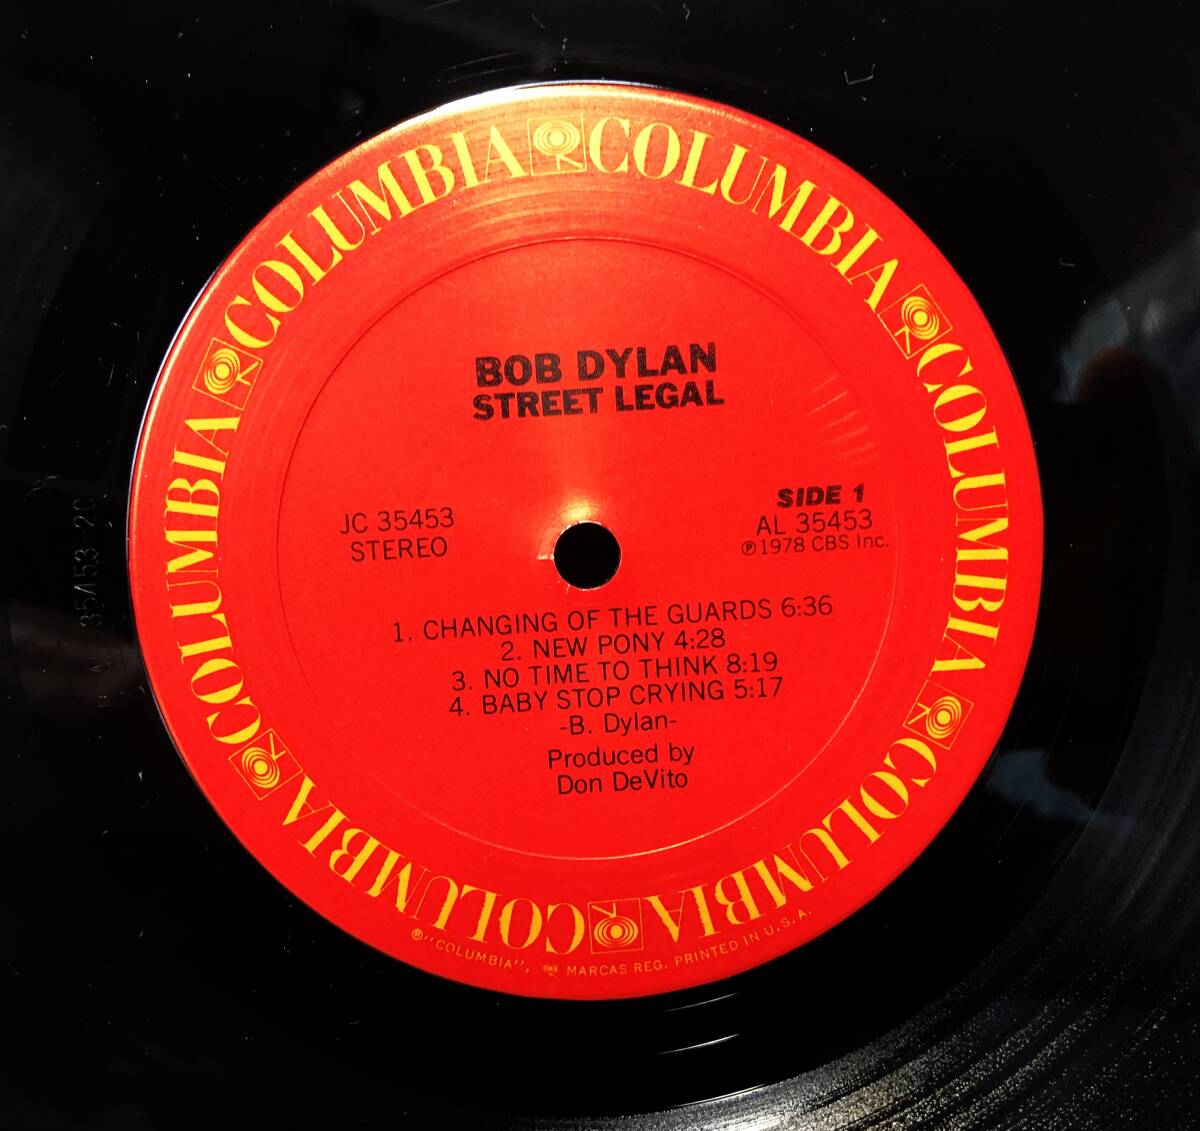 COLUMBIA COLUMBIA COLUMBIA COLUMBIA COLUMBIA COLUMBIA
BOB DYLAN
STREET LEGAL
JC 35453
STEREO
SIDE 1
AL 35453
℗ 1978 CBS Inc.
1. CHANGING OF THE GUARDS 6:36
2. NEW PONY 4:28
3. NO TIME TO THINK 8:19
4. BABY STOP CRYING 5:17
-B. Dylan-
Produced by
Don DeVito
℗ "COLUMBIA", MARCAS REG. PRINTED IN U.S.A.
35453-2C